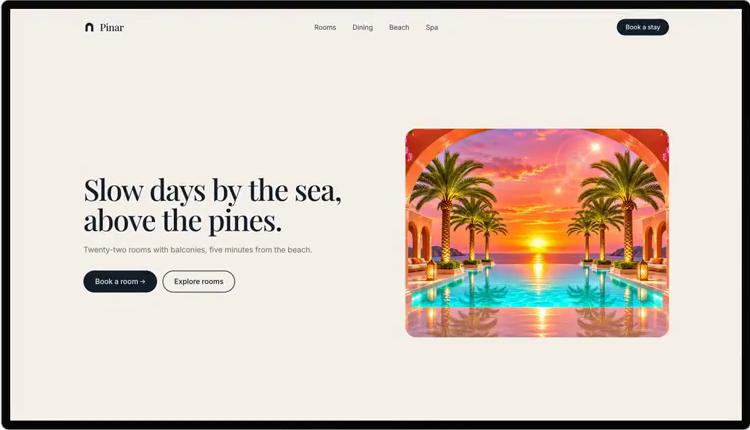 Pinar
Rooms Dining Beach Spa
Book a stay
Slow days by the sea,
above the pines.
Twenty-two rooms with balconies, five minutes from the beach.
Book a room →
Explore rooms